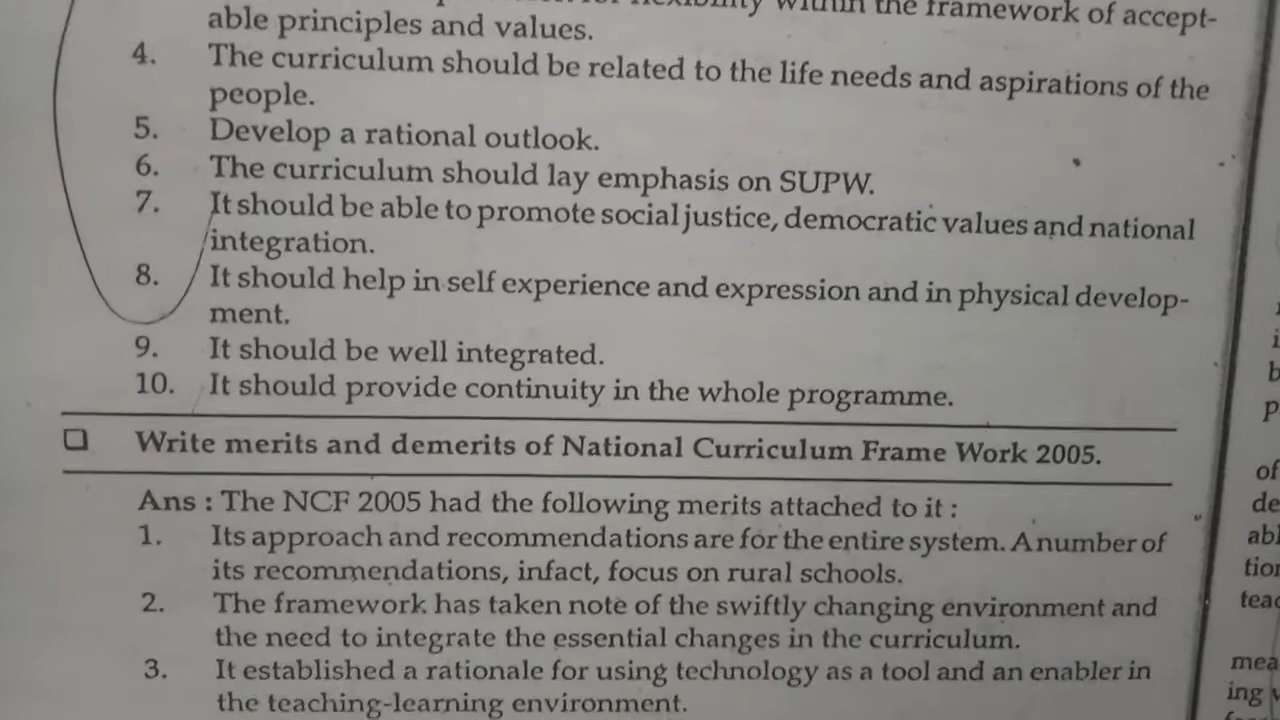 within the framework of accept-
able principles and values.
4. The curriculum should be related to the life needs and aspirations of the
people.
5. Develop a rational outlook.
6. The curriculum should lay emphasis on SUPW.
7. It should be able to promote social justice, democratic values and national
integration.
8. It should help in self experience and expression and in physical develop-
ment.
9. It should be well integrated.
10. It should provide continuity in the whole programme.
❑ Write merits and demerits of National Curriculum Frame Work 2005.
Ans : The NCF 2005 had the following merits attached to it :
1. Its approach and recommendations are for the entire system. A number of
its recommendations, infact, focus on rural schools.
2. The framework has taken note of the swiftly changing environment and
the need to integrate the essential changes in the curriculum.
3. It established a rationale for using technology as a tool and an enabler in
the teaching-learning environment.
of